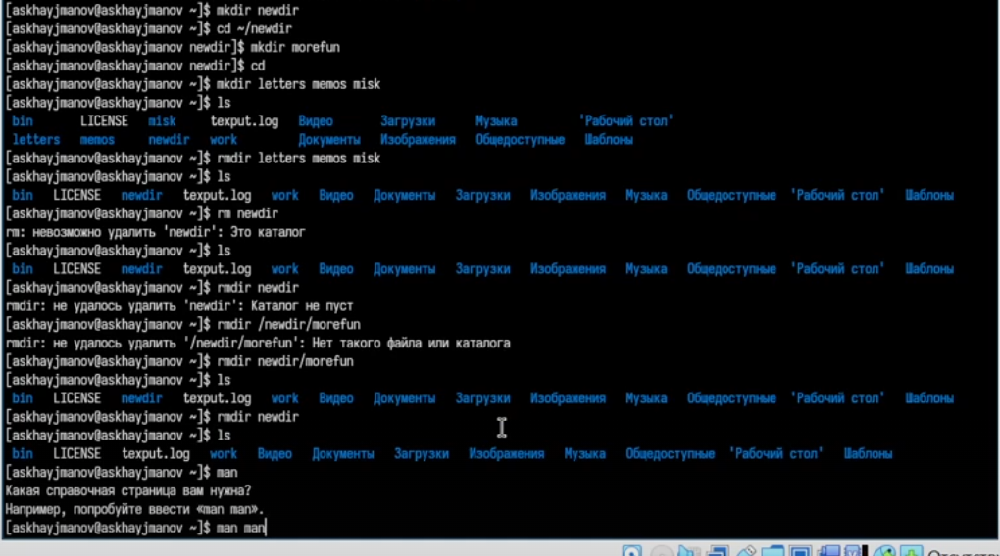 [askhayjmanov@askhayjmanov ~]$ mkdir newdir
[askhayjmanov@askhayjmanov ~]$ cd ~/newdir
[askhayjmanov@askhayjmanov newdir]$ mkdir morefun
[askhayjmanov@askhayjmanov newdir]$ cd
[askhayjmanov@askhayjmanov ~]$ mkdir letters memos misk
[askhayjmanov@askhayjmanov ~]$ ls
bin LICENSE misk texput.log Видео Загрузки Музыка 'Рабочий стол'
letters memos newdir work Документы Изображения Общедоступные Шаблоны
[askhayjmanov@askhayjmanov ~]$ rmdir letters memos misk
[askhayjmanov@askhayjmanov ~]$ ls
bin LICENSE newdir texput.log work Видео Документы Загрузки Изображения Музыка Общедоступные 'Рабочий стол' Шаблоны
[askhayjmanov@askhayjmanov ~]$ rm newdir
rm: невозможно удалить 'newdir': Это каталог
[askhayjmanov@askhayjmanov ~]$ ls
bin LICENSE newdir texput.log work Видео Документы Загрузки Изображения Музыка Общедоступные 'Рабочий стол' Шаблоны
[askhayjmanov@askhayjmanov ~]$ rmdir newdir
rmdir: не удалось удалить 'newdir': Каталог не пуст
[askhayjmanov@askhayjmanov ~]$ rmdir /newdir/morefun
rmdir: не удалось удалить '/newdir/morefun': Нет такого файла или каталога
[askhayjmanov@askhayjmanov ~]$ rmdir newdir/morefun
[askhayjmanov@askhayjmanov ~]$ ls
bin LICENSE newdir texput.log work Видео Документы Загрузки Изображения Музыка Общедоступные 'Рабочий стол' Шаблоны
[askhayjmanov@askhayjmanov ~]$ rmdir newdir
[askhayjmanov@askhayjmanov ~]$ ls
bin LICENSE texput.log work Видео Документы Загрузки Изображения Музыка Общедоступные 'Рабочий стол' Шаблоны
[askhayjmanov@askhayjmanov ~]$ man
Какая справочная страница вам нужна?
Например, попробуйте ввести «man man».
[askhayjmanov@askhayjmanov ~]$ man man